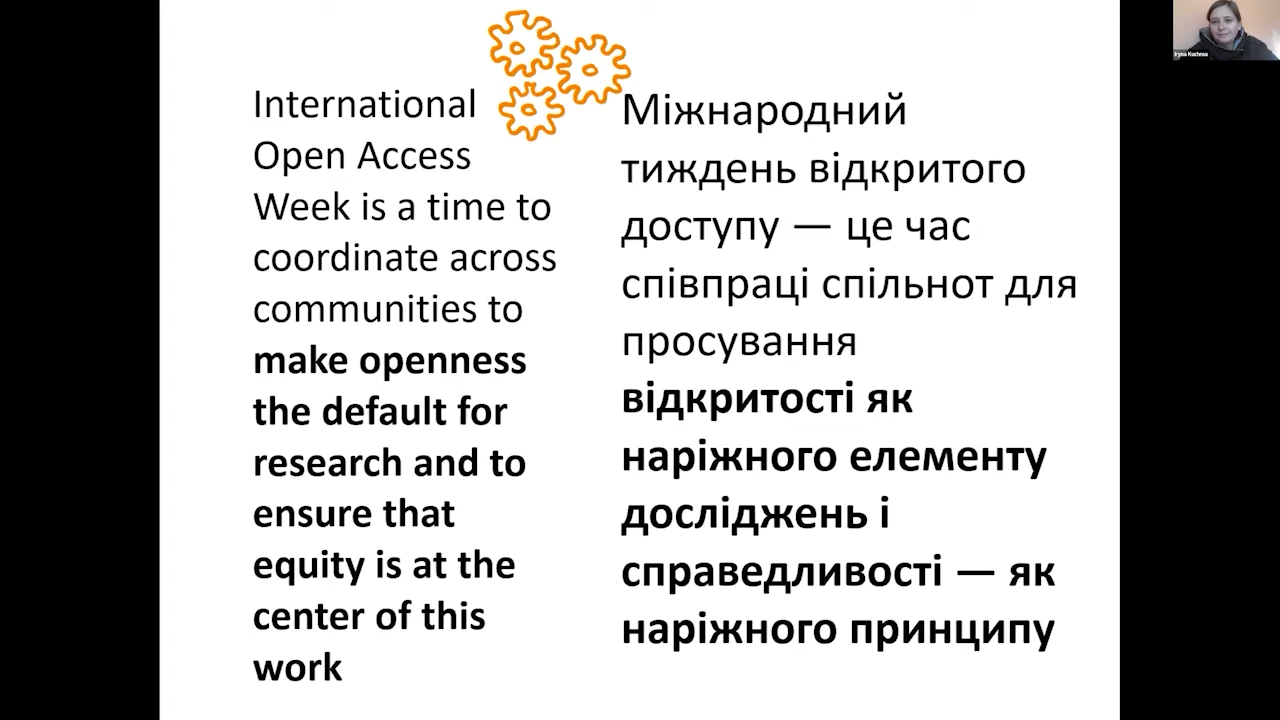 International
Open Access
Week is a time to
coordinate across
communities to
make openness
the default for
research and to
ensure that
equity is at the
center of this
work
Міжнародний
тиждень відкритого
доступу — це час
співпраці спільнот для
просування
відкритості як
наріжного елементу
досліджень і
справедливості — як
наріжного принципу
Iryna Kuchma